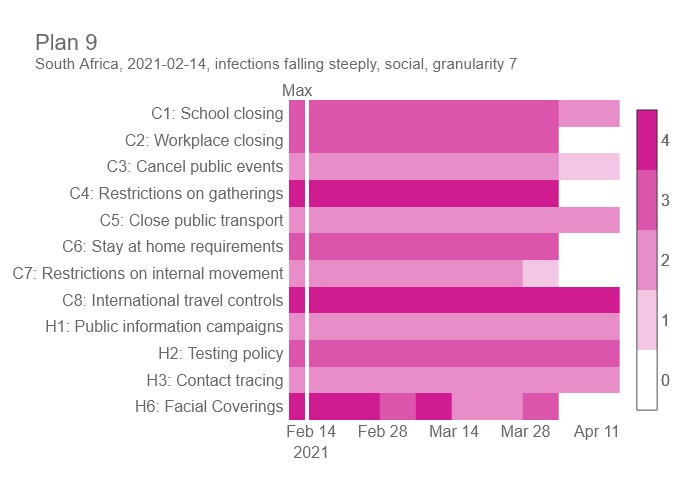 Plan 9
South Africa, 2021-02-14, infections falling steeply, social, granularity 7
Max
C1: School closing
C2: Workplace closing
C3: Cancel public events
C4: Restrictions on gatherings
C5: Close public transport
C6: Stay at home requirements
C7: Restrictions on internal movement
C8: International travel controls
H1: Public information campaigns
H2: Testing policy
H3: Contact tracing
H6: Facial Coverings
Feb 14 Feb 28 Mar 14 Mar 28 Apr 11
2021
4
3
2
1
0